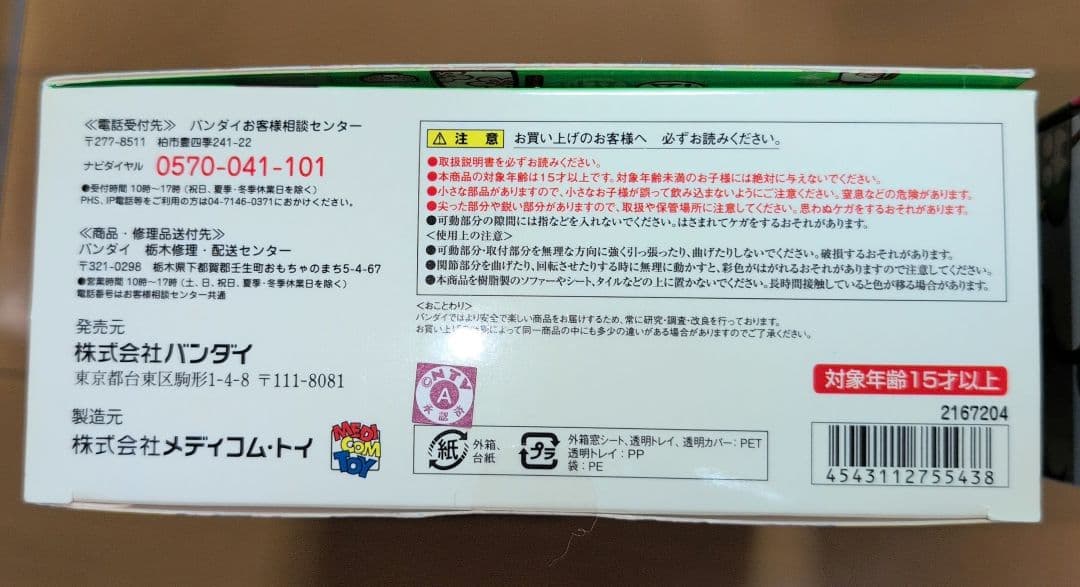 ≪電話受付先≫ バンダイお客様相談センター
〒277-8511 柏市豊四季241-22
ナビダイヤル 0570-041-101
●受付時間 10時〜17時(祝日、夏季・冬季休業日を除く)
PHS、IP電話等をご利用の方は04-7146-0371におかけください。
≪商品・修理品送付先≫
バンダイ 栃木修理・配送センター
〒321-0298 栃木県下都賀郡壬生町おもちゃのまち5-4-67
●営業時間 10時〜17時(土、日、祝日、夏季・冬季休業日を除く)
電話番号はお客様相談センター共通
発売元
株式会社バンダイ
東京都台東区駒形1-4-8 〒111-8081
製造元
株式会社メディコム・トイ
MEDI
COM
TOY
注意 お買い上げのお客様へ 必ずお読みください。
●取扱説明書を必ずお読みください。
●本商品の対象年齢は15才以上です。対象年齢未満のお子様には絶対に与えないでください。
●小さな部品がありますので、小さなお子様が誤って飲み込まないようにご注意ください。窒息などの危険があります。
●尖った部分や鋭い部分がありますので、取扱や保管場所に注意してください。思わぬケガをするおそれがあります。
●可動部分の隙間には指などを入れないでください。はさまれてケガをするおそれがあります。
<使用上の注意>
●可動部分・取付部分を無理な方向に強く引っ張ったり、曲げたりしないでください。破損するおそれがあります。
●関節部分を曲げたり、回転させたりする時に無理に動かすと、彩色がはがれるおそれがありますので注意してください。
●本商品を樹脂製のソファーやシート、タイルなどの上に置かないでください。長時間接触していると色が移る場合があります。
<おことわり>
バンダイではより安全で楽しい商品をお届けするため、常に研究・調査・改良を行っております。
お買い上げの時期によって同一商品の中にも多少の違いがある場合がありますのでご了承ください。
©NTV
A
承認済
紙 外箱、
台紙
プラ 外箱窓シート、透明トレイ、透明カバー:PET
透明トレイ:PP
袋:PE
対象年齢15才以上
2167204
4543112755438